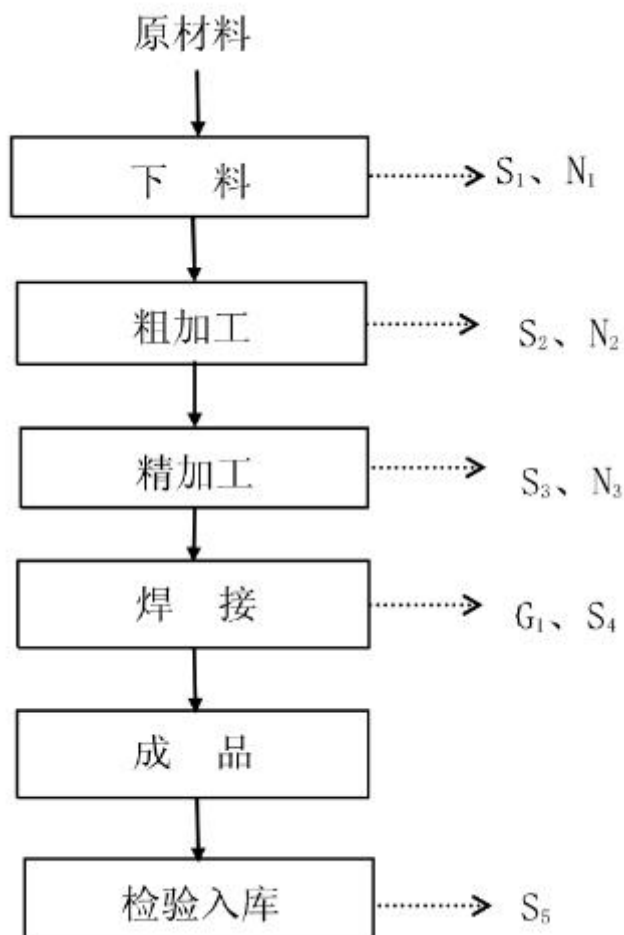 原材料
下 料
S₁、N₁
粗加工
S₂、N₂
精加工
S₃、N₃
焊 接
G₁、S₄
成 品
检验入库
S₅